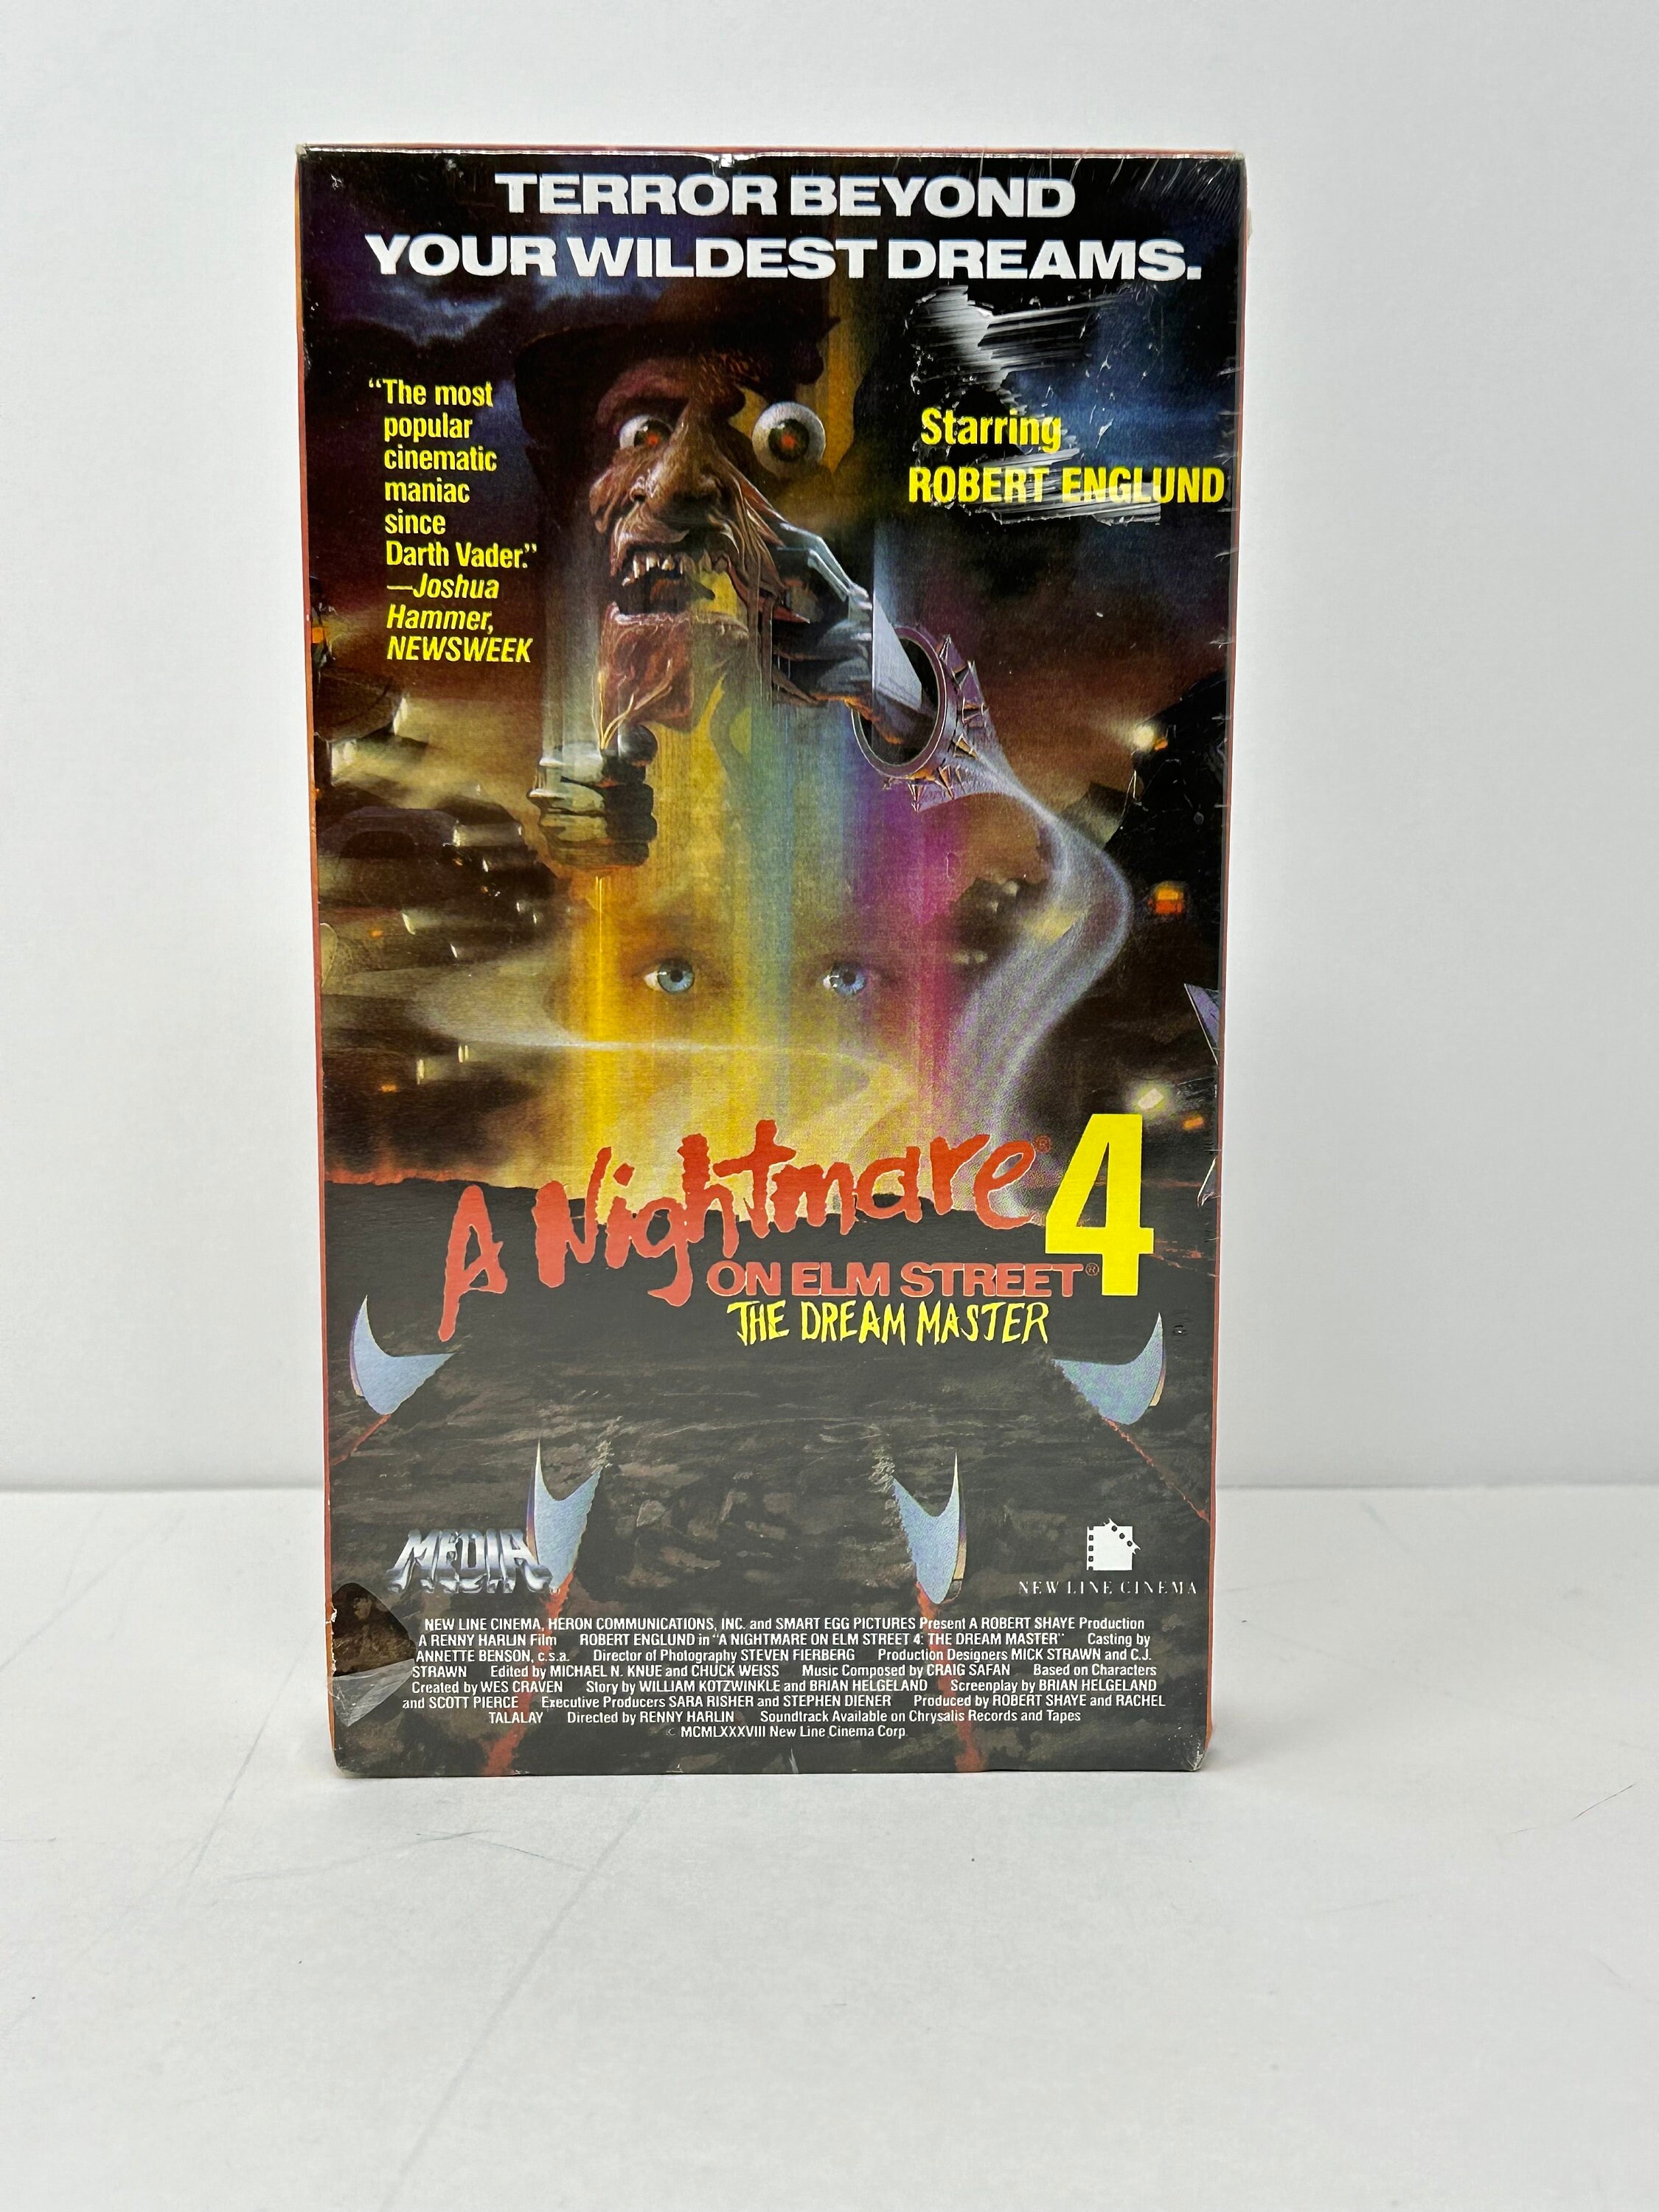 TERROR BEYOND
YOUR WILDEST DREAMS.
“The most
popular
cinematic
maniac
since
Darth Vader.”
—Joshua
Hammer,
NEWSWEEK
Starring
ROBERT ENGLUND
A Nightmare® 4
ON ELM STREET®
THE DREAM MASTER
MEDIA
NEW LINE CINEMA
NEW LINE CINEMA, HERON COMMUNICATIONS, INC. and SMART EGG PICTURES Present A ROBERT SHAYE Production
A RENNY HARLIN Film ROBERT ENGLUND in “A NIGHTMARE ON ELM STREET 4: THE DREAM MASTER” Casting by
ANNETTE BENSON, c.s.a. Director of Photography STEVEN FIERBERG Production Designers MICK STRAWN and C.J.
STRAWN Edited by MICHAEL N. KNUE and CHUCK WEISS Music Composed by CRAIG SAFAN Based on Characters
Created by WES CRAVEN Story by WILLIAM KOTZWINKLE and BRIAN HELGELAND Screenplay by BRIAN HELGELAND
and SCOTT PIERCE Executive Producers SARA RISHER and STEPHEN DIENER Produced by ROBERT SHAYE and RACHEL
TALALAY Directed by RENNY HARLIN Soundtrack Available on Chrysalis Records and Tapes
© MCMLXXXVIII New Line Cinema Corp.